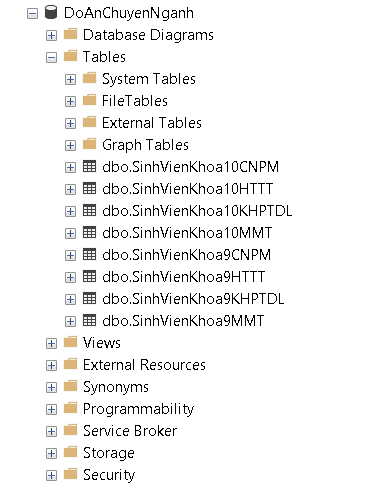 DoAnChuyenNganh
Database Diagrams
Tables
System Tables
FileTables
External Tables
Graph Tables
dbo.SinhVienKhoa10CNPM
dbo.SinhVienKhoa10HTTT
dbo.SinhVienKhoa10KHPTDL
dbo.SinhVienKhoa10MMT
dbo.SinhVienKhoa9CNPM
dbo.SinhVienKhoa9HTTT
dbo.SinhVienKhoa9KHPTDL
dbo.SinhVienKhoa9MMT
Views
External Resources
Synonyms
Programmability
Service Broker
Storage
Security